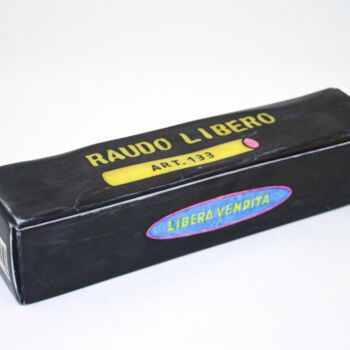 RAUDO LIBERO
ART. 133
LIBERA VENDITA